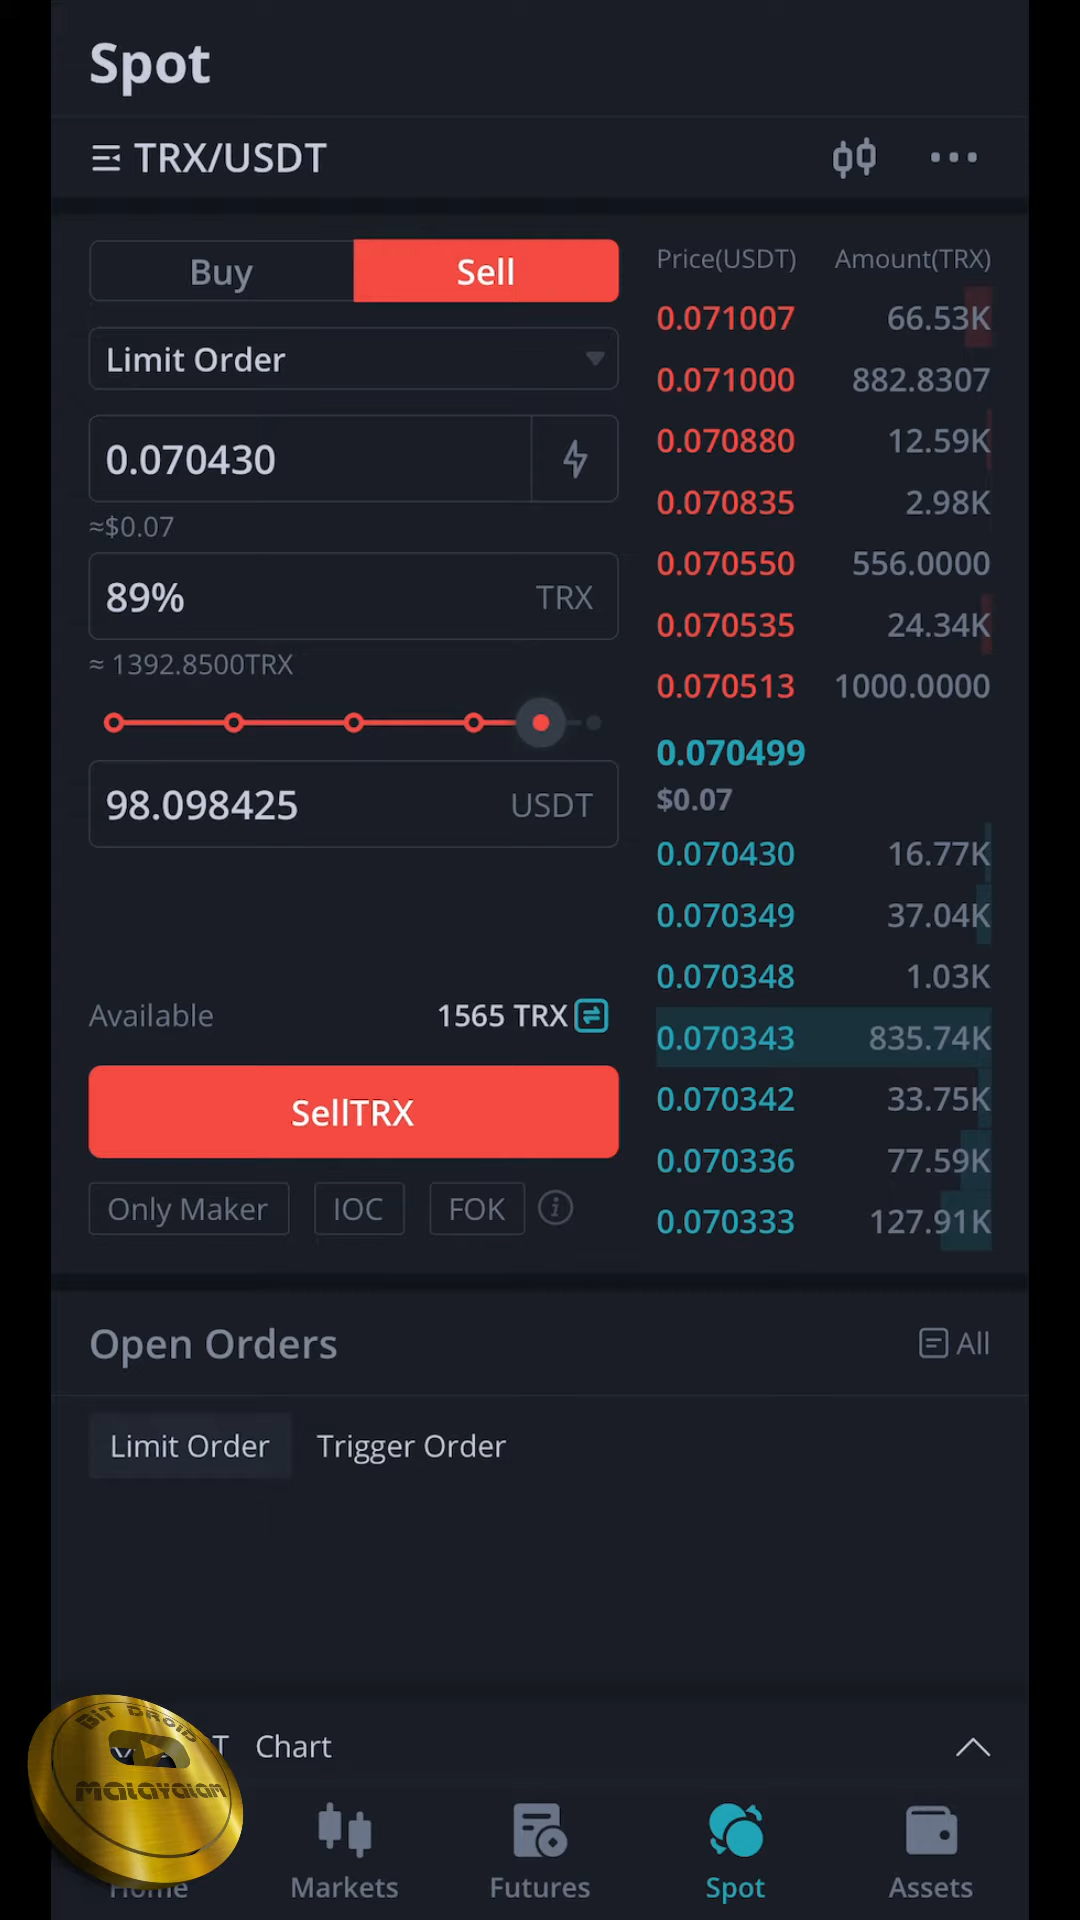 Spot
TRX/USDT
Buy
Sell
Limit Order
0.070430
≈$0.07
89%
TRX
≈ 1392.8500TRX
98.098425
USDT
Available
1565 TRX
SellTRX
Only Maker
IOC
FOK
Price(USDT) Amount(TRX)
0.071007 66.53K
0.071000 882.8307
0.070880 12.59K
0.070835 2.98K
0.070550 556.0000
0.070535 24.34K
0.070513 1000.0000
0.070499
$0.07
0.070430 16.77K
0.070349 37.04K
0.070348 1.03K
0.070343 835.74K
0.070342 33.75K
0.070336 77.59K
0.070333 127.91K
Open Orders
All
Limit Order
Trigger Order
Chart
BiT DROiD
MALAYALAM
Home
Markets
Futures
Spot
Assets